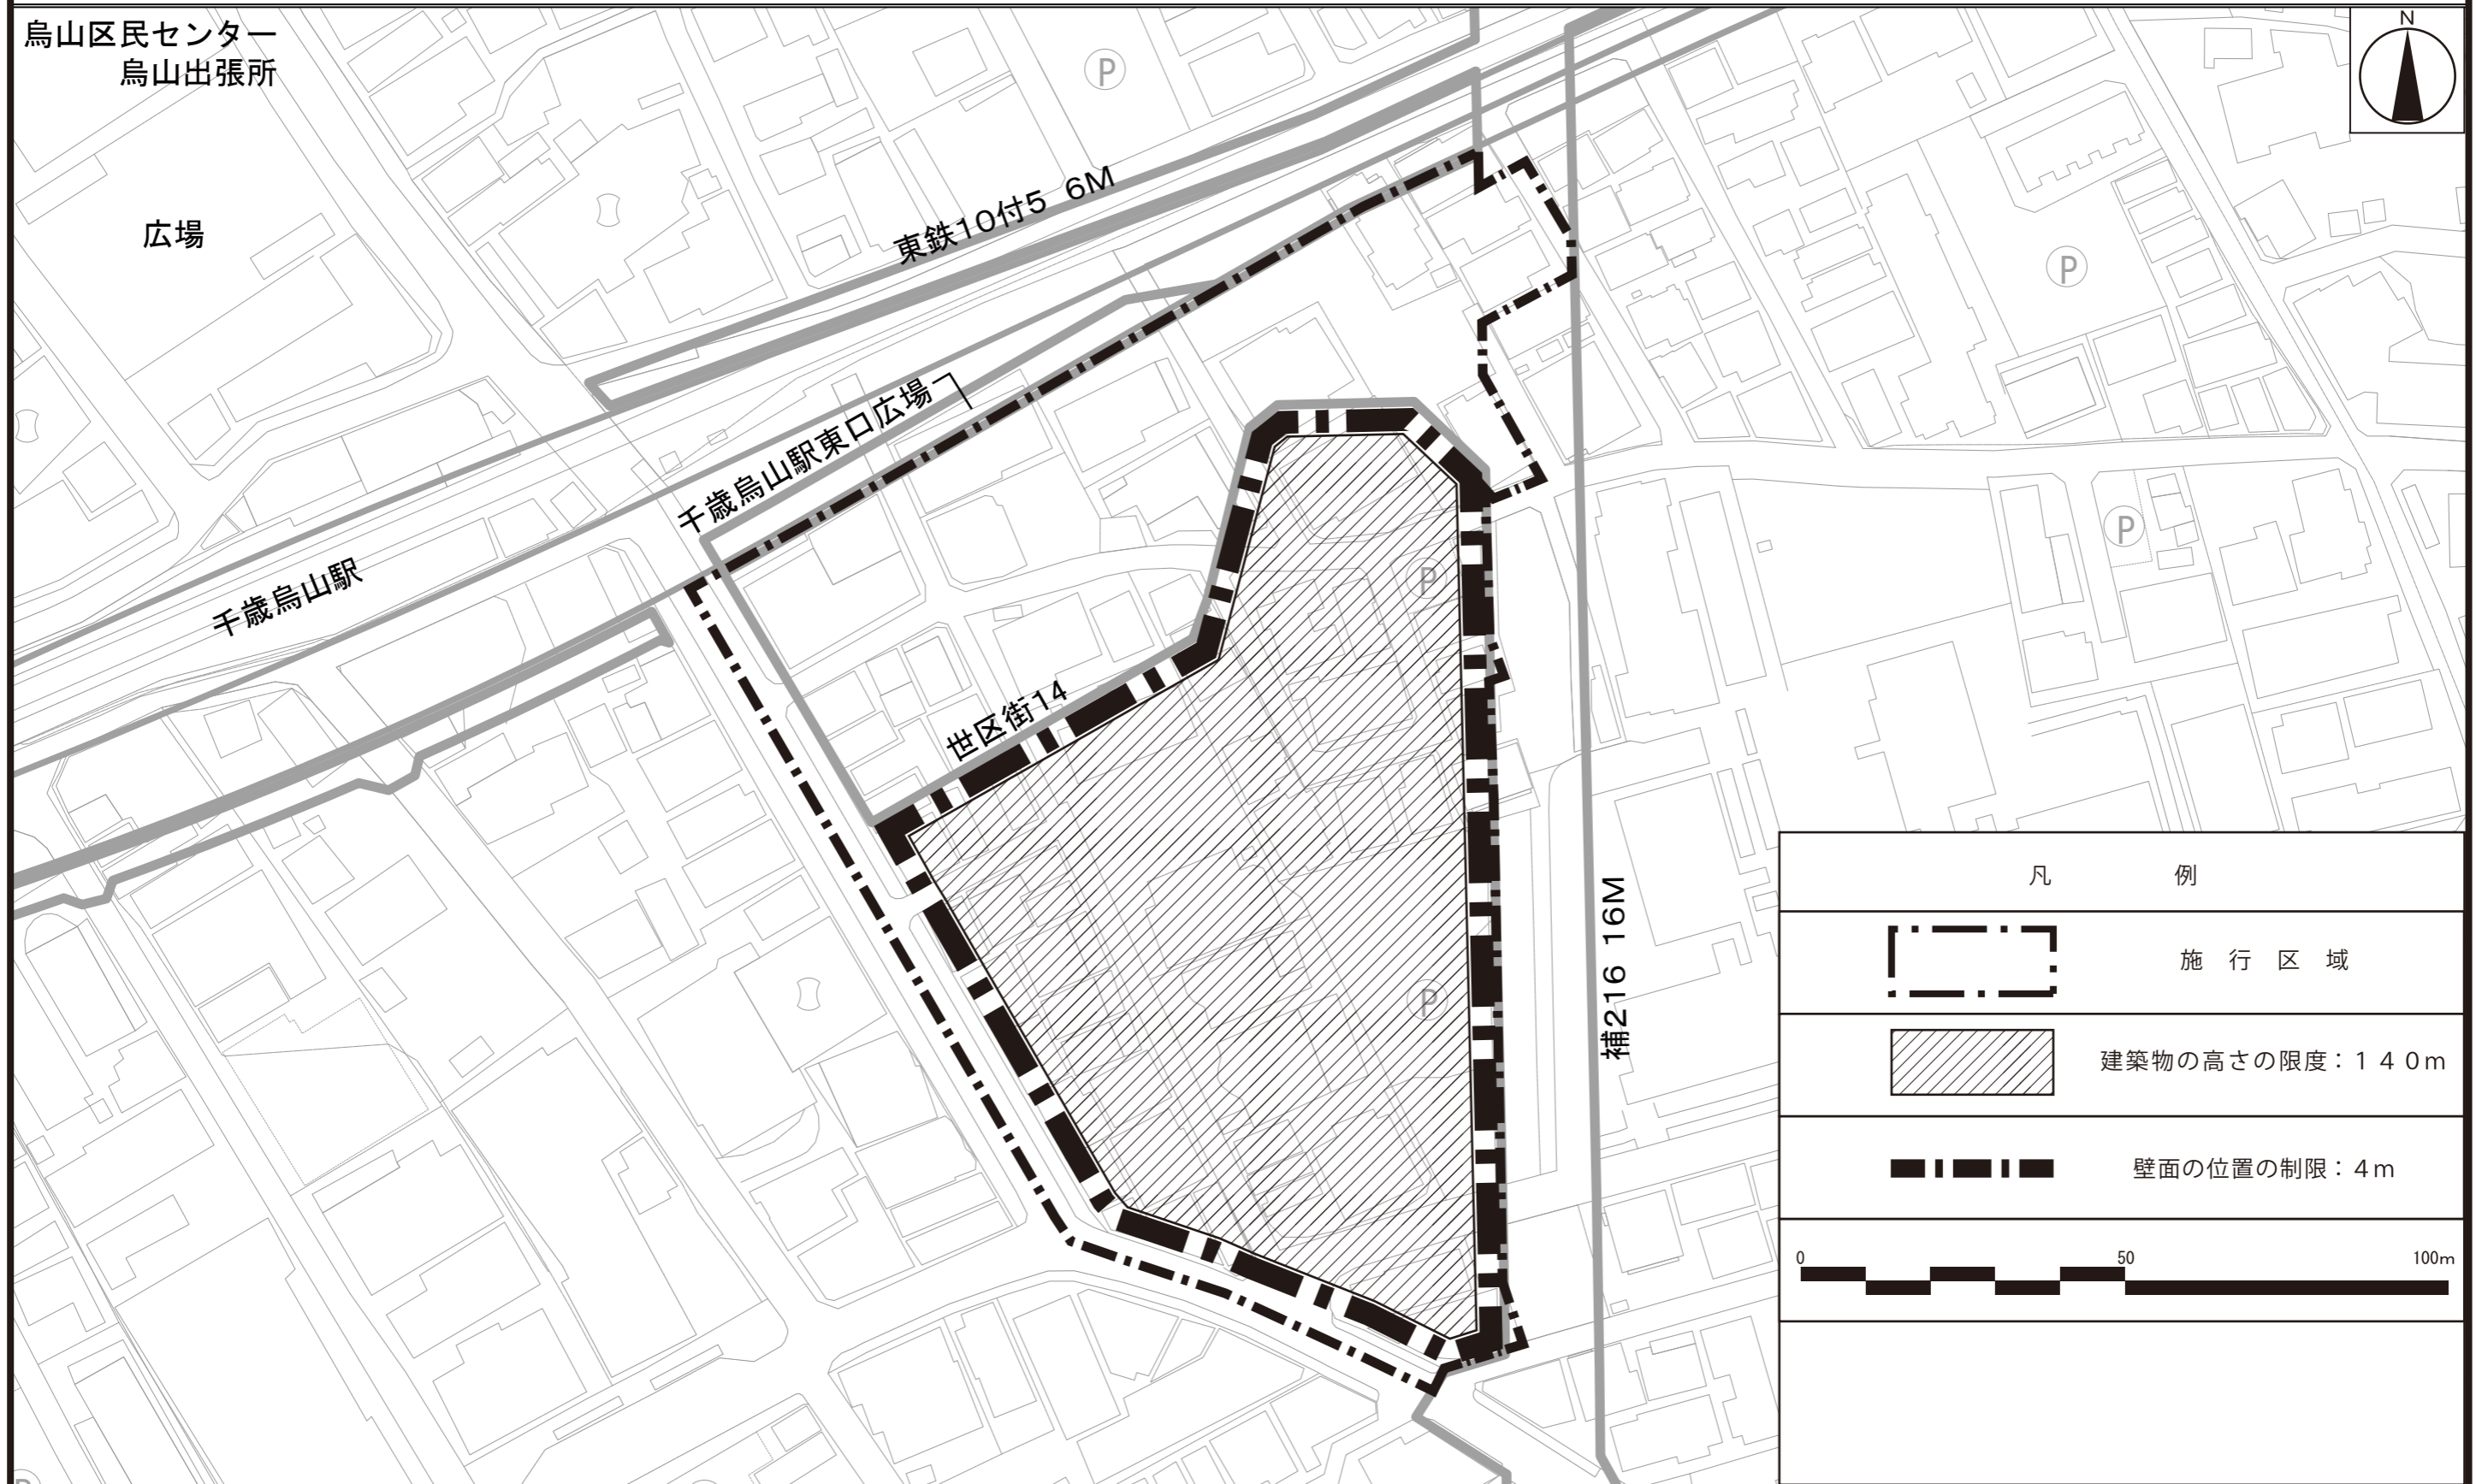 烏山区民センター
烏山出張所
N
Ⓟ
広場
東鉄10付5 6M
Ⓟ
千歳烏山駅東口広場
Ⓟ
Ⓟ
千歳烏山駅
世区街14
Ⓟ
補216 16M
凡 例
施 行 区 域
建築物の高さの限度：１４０m
壁面の位置の制限：４m
0 50 100m